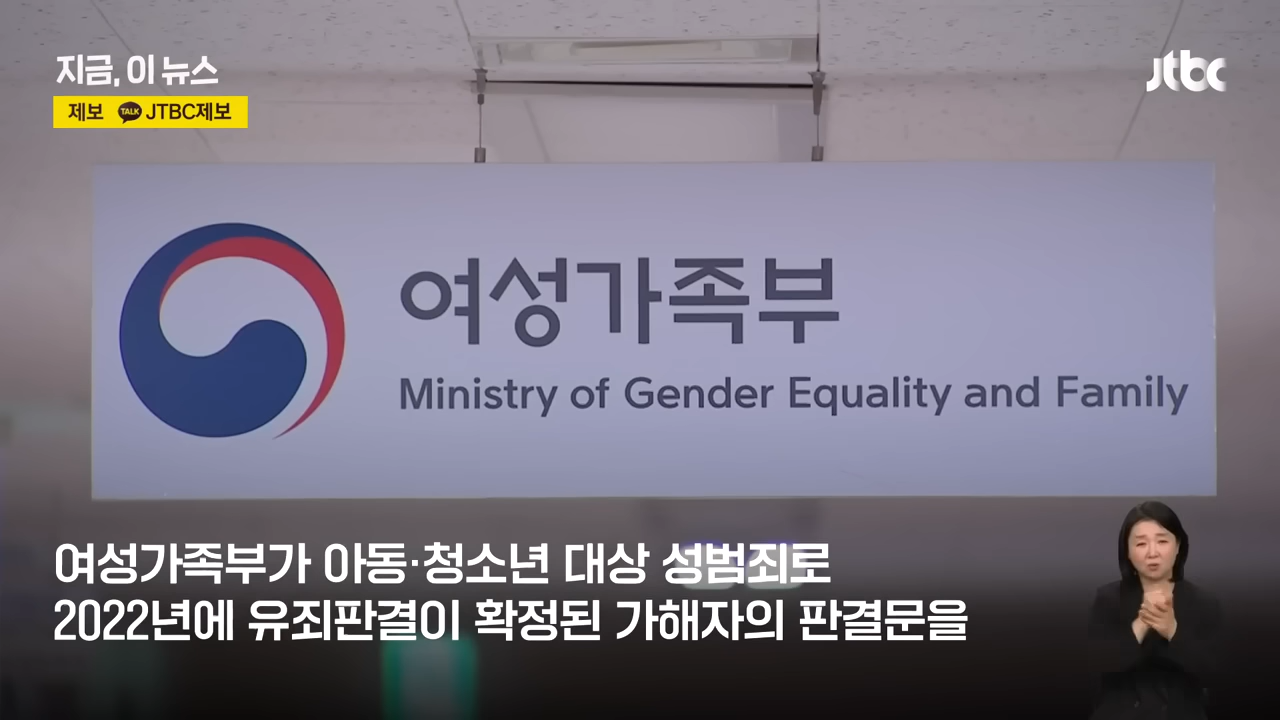 지금, 이 뉴스
jtbc
제보 TALK JTBC제보
여성가족부
Ministry of Gender Equality and Family
여성가족부가 아동·청소년 대상 성범죄로
2022년에 유죄판결이 확정된 가해자의 판결문을